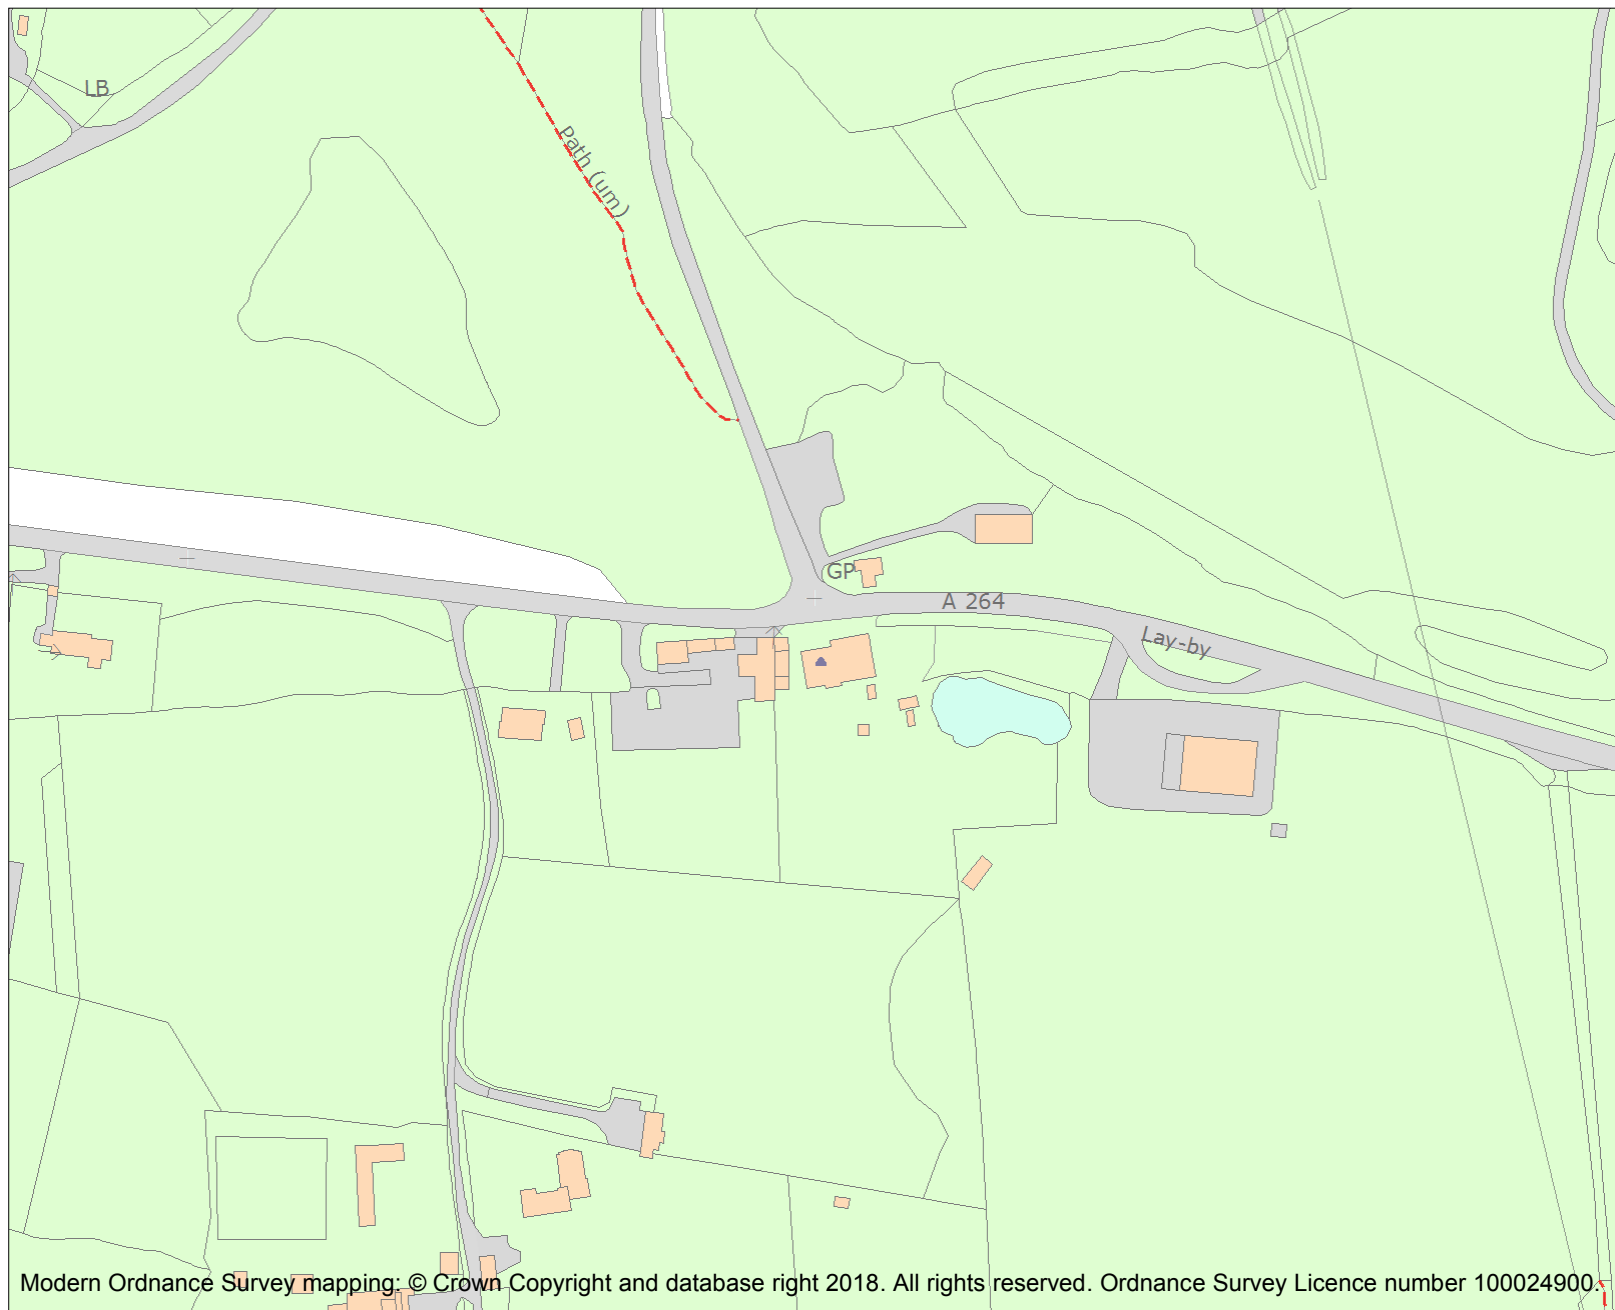 LB
Path (um)
GP
A 264
Lay-by
Modern Ordnance Survey mapping: © Crown Copyright and database right 2018. All rights reserved. Ordnance Survey Licence number 100024900.